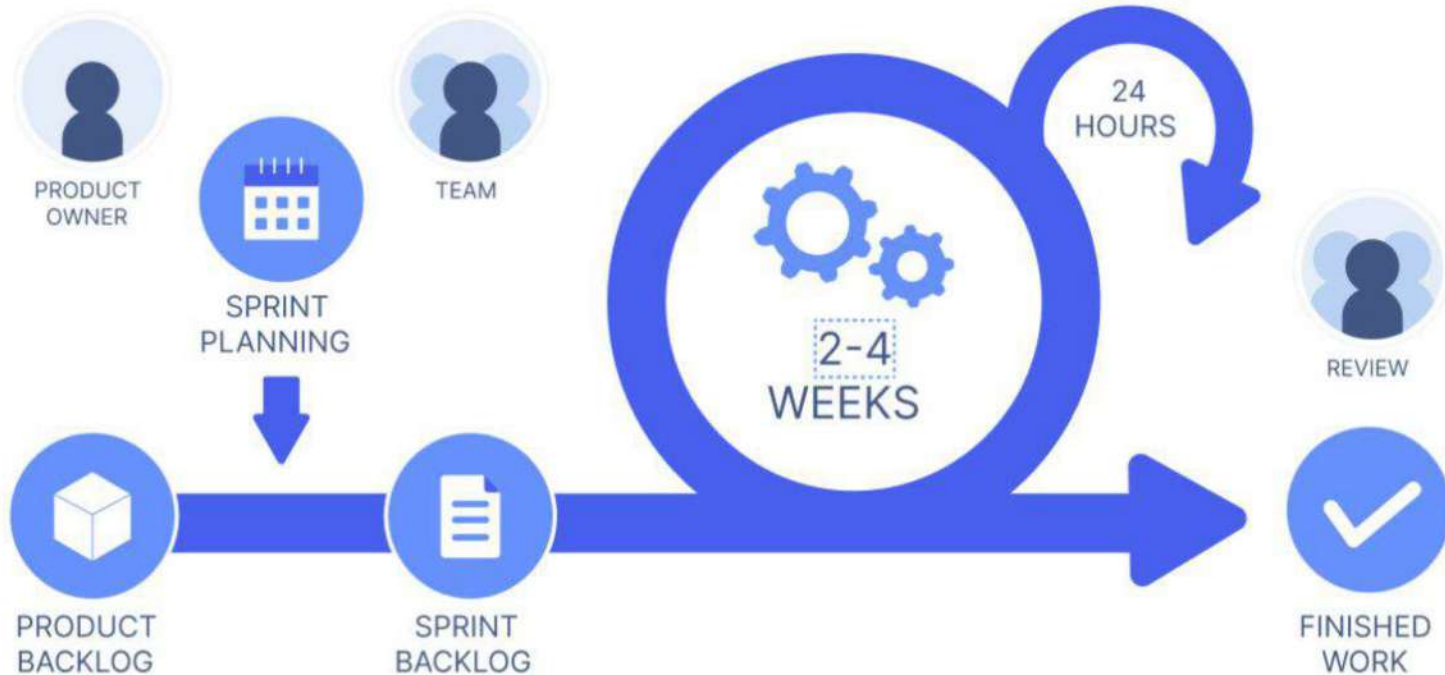 PRODUCT
OWNER
SPRINT
PLANNING
TEAM
24
HOURS
2-4
WEEKS
REVIEW
PRODUCT
BACKLOG
SPRINT
BACKLOG
FINISHED
WORK